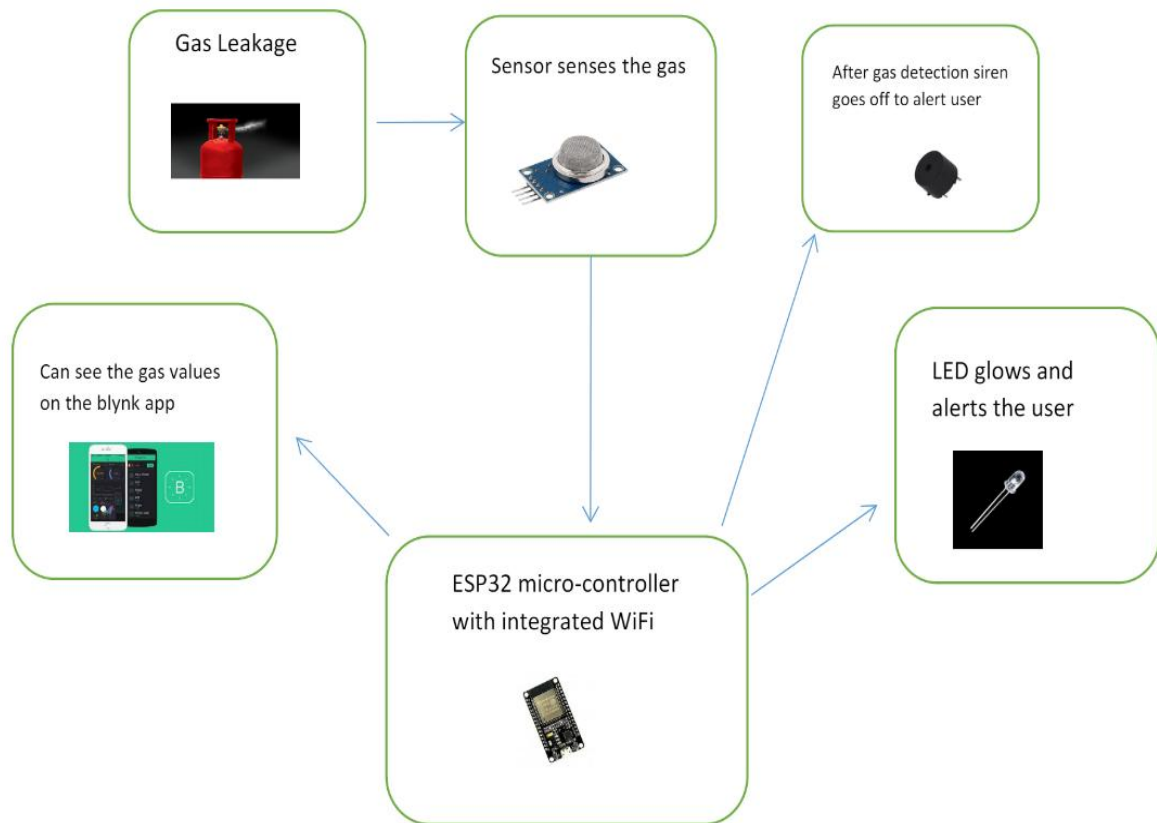 Gas Leakage
Sensor senses the gas
After gas detection siren
goes off to alert user
Can see the gas values
on the blynk app
B
LED glows and
alerts the user
ESP32 micro-controller
with integrated WiFi